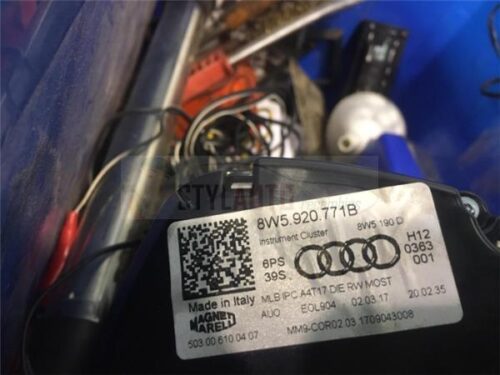 STYLAUTO
8W5.920.771B
Instrument Cluster 8W5 190 D
6PS H12
39S. 0363
001
Made in Italy
MLB IPC A4T17 DIE RW MOST
MAGNETI AUO EOL904 02.03.17 20.02.35
MARELLI
MM9-COR02.03 1709043008
503 00 610 04 07